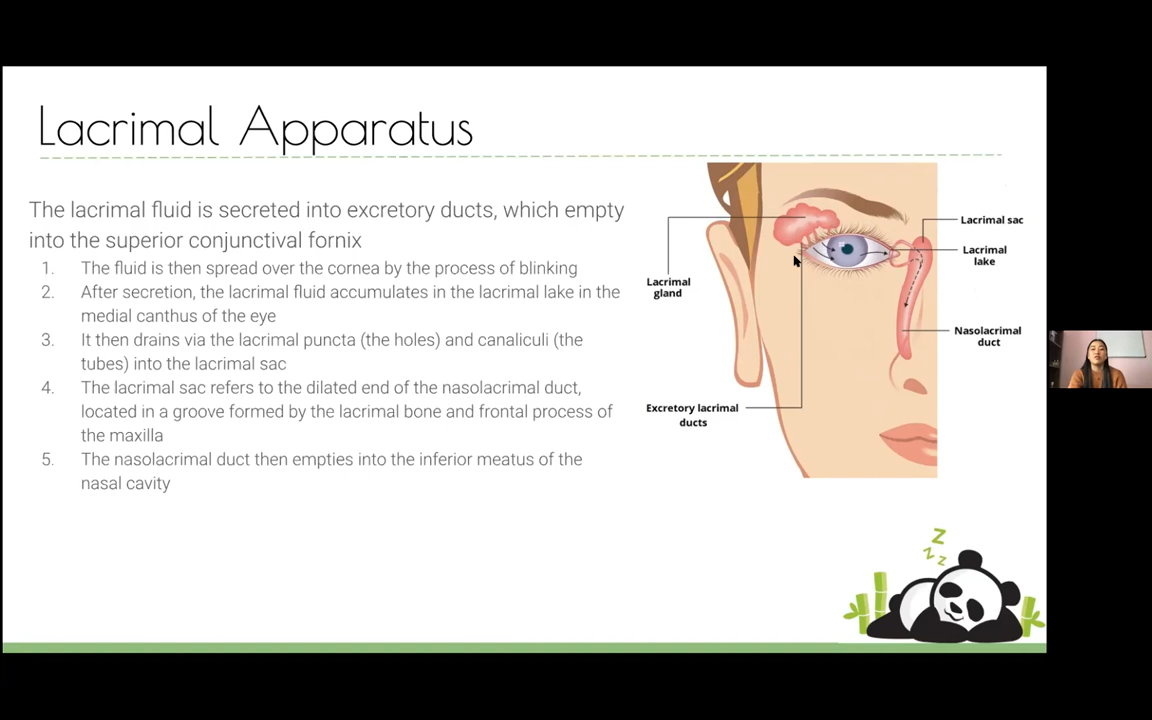 Lacrimal Apparatus
The lacrimal fluid is secreted into excretory ducts, which empty
into the superior conjunctival fornix
1. The fluid is then spread over the cornea by the process of blinking
2. After secretion, the lacrimal fluid accumulates in the lacrimal lake in the
medial canthus of the eye
3. It then drains via the lacrimal puncta (the holes) and canaliculi (the
tubes) into the lacrimal sac
4. The lacrimal sac refers to the dilated end of the nasolacrimal duct,
located in a groove formed by the lacrimal bone and frontal process of
the maxilla
5. The nasolacrimal duct then empties into the inferior meatus of the
nasal cavity
Lacrimal sac
Lacrimal
lake
Lacrimal
gland
Nasolacrimal
duct
Excretory lacrimal
ducts
Z
Z
Z